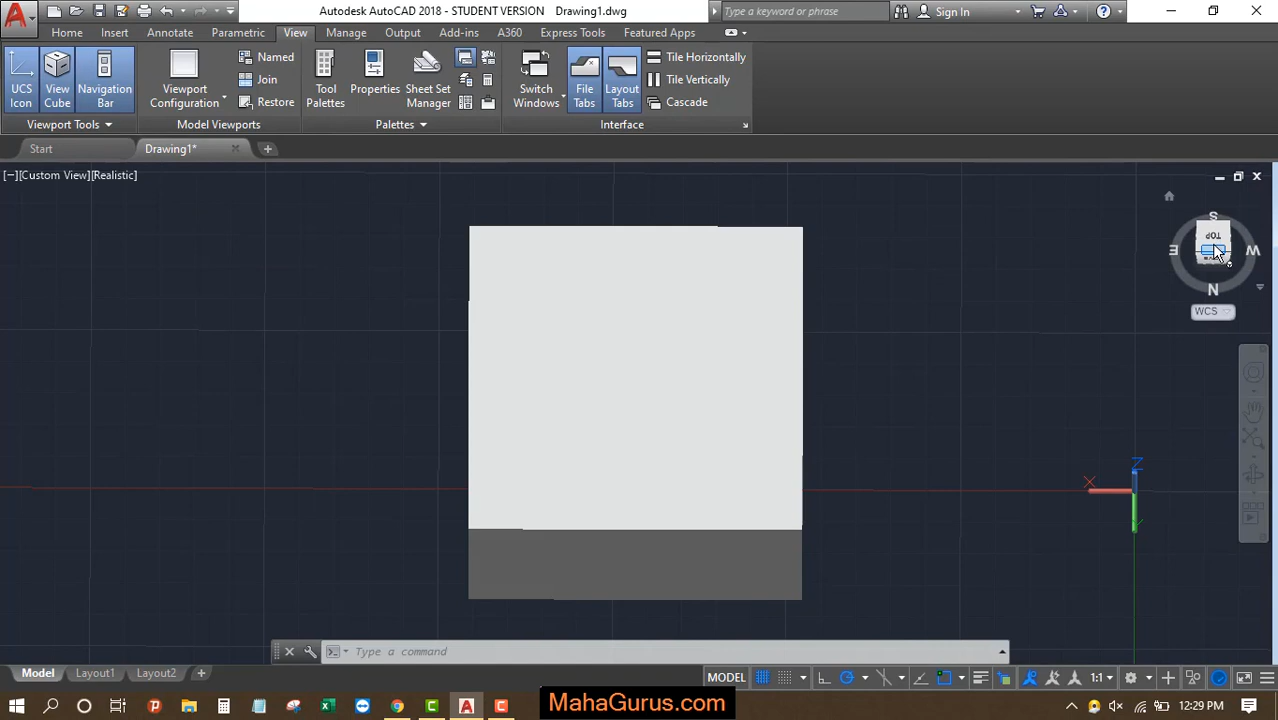 Autodesk AutoCAD 2018 - STUDENT VERSION Drawing1.dwg
Type a keyword or phrase
Sign In
Home Insert Annotate Parametric View Manage Output Add-ins A360 Express Tools Featured Apps
UCS Icon
View Cube
Navigation Bar
Viewport Configuration
Named
Join
Restore
Tool Palettes
Properties
Sheet Set Manager
Switch Windows
File Tabs
Layout Tabs
Tile Horizontally
Tile Vertically
Cascade
Viewport Tools
Model Viewports
Palettes
Interface
Start
Drawing1*
[−][Custom View][Realistic]
S
TOP
E
W
N
WCS
Z
X
Type a command
Model Layout1 Layout2
MODEL
1:1
MahaGurus.com
12:29 PM